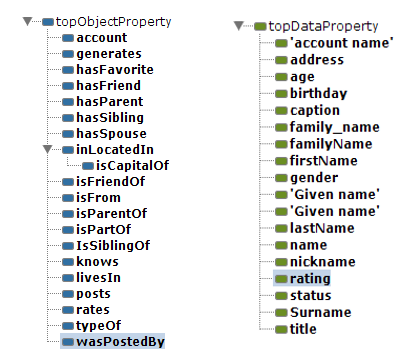 topObjectProperty
account
generates
hasFavorite
hasFriend
hasParent
hasSibling
hasSpouse
inLocatedIn
isCapitalOf
isFriendOf
isFrom
isParentOf
isPartOf
IsSiblingOf
knows
livesIn
posts
rates
typeOf
wasPostedBy
topDataProperty
'account name'
address
age
birthday
caption
family_name
familyName
firstName
gender
'Given name'
'Given name'
lastName
name
nickname
rating
status
Surname
title